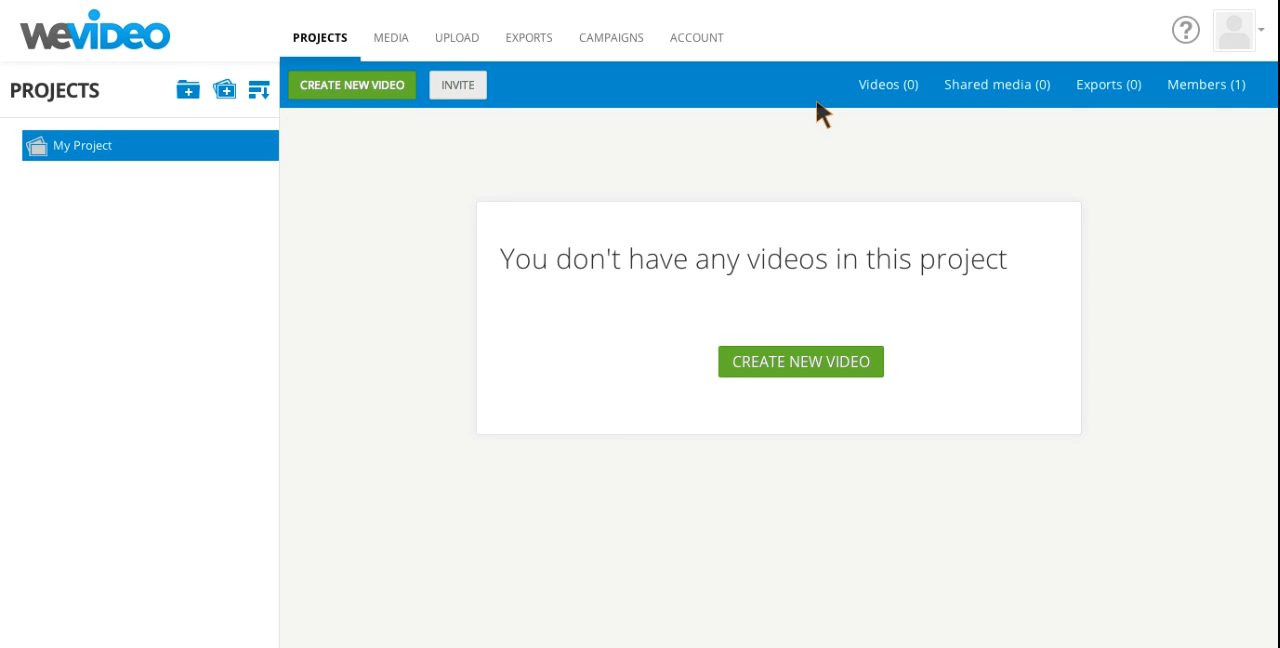 wevideo
PROJECTS MEDIA UPLOAD EXPORTS CAMPAIGNS ACCOUNT
?
PROJECTS
CREATE NEW VIDEO INVITE Videos (0) Shared media (0) Exports (0) Members (1)
My Project
You don't have any videos in this project
CREATE NEW VIDEO